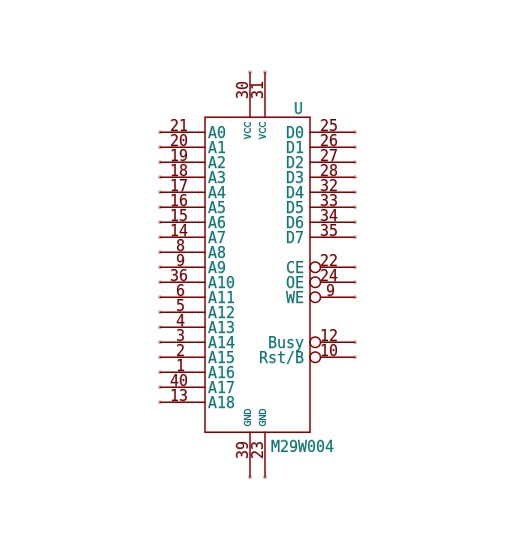 30 31
U
VCC VCC
21 A0 D0 25
20 A1 D1 26
19 A2 D2 27
18 A3 D3 28
17 A4 D4 32
16 A5 D5 33
15 A6 D6 34
14 A7 D7 35
8 A8
9 A9 CE 22
36 A10 OE 24
6 A11 WE 9
5 A12
4 A13
3 A14 Busy 12
2 A15 Rst/B 10
1 A16
40 A17
13 A18
GND GND
39 23 M29W004